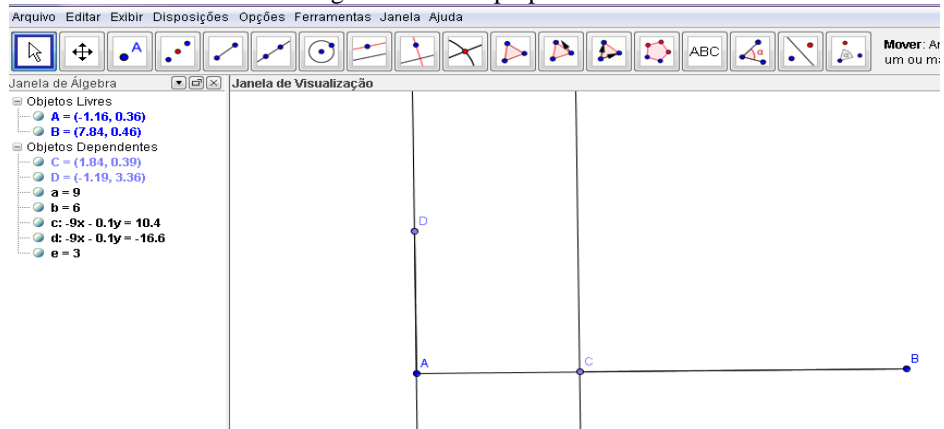 Arquivo Editar Exibir Disposições Opções Ferramentas Janela Ajuda
A
ABC
α
Mover: Ar
um ou ma
Janela de Álgebra
Janela de Visualização
Objetos Livres
A = (-1.16, 0.36)
B = (7.84, 0.46)
Objetos Dependentes
C = (1.84, 0.39)
D = (-1.19, 3.36)
a = 9
b = 6
c: -9x - 0.1y = 10.4
d: -9x - 0.1y = -16.6
e = 3
D
A
C
B